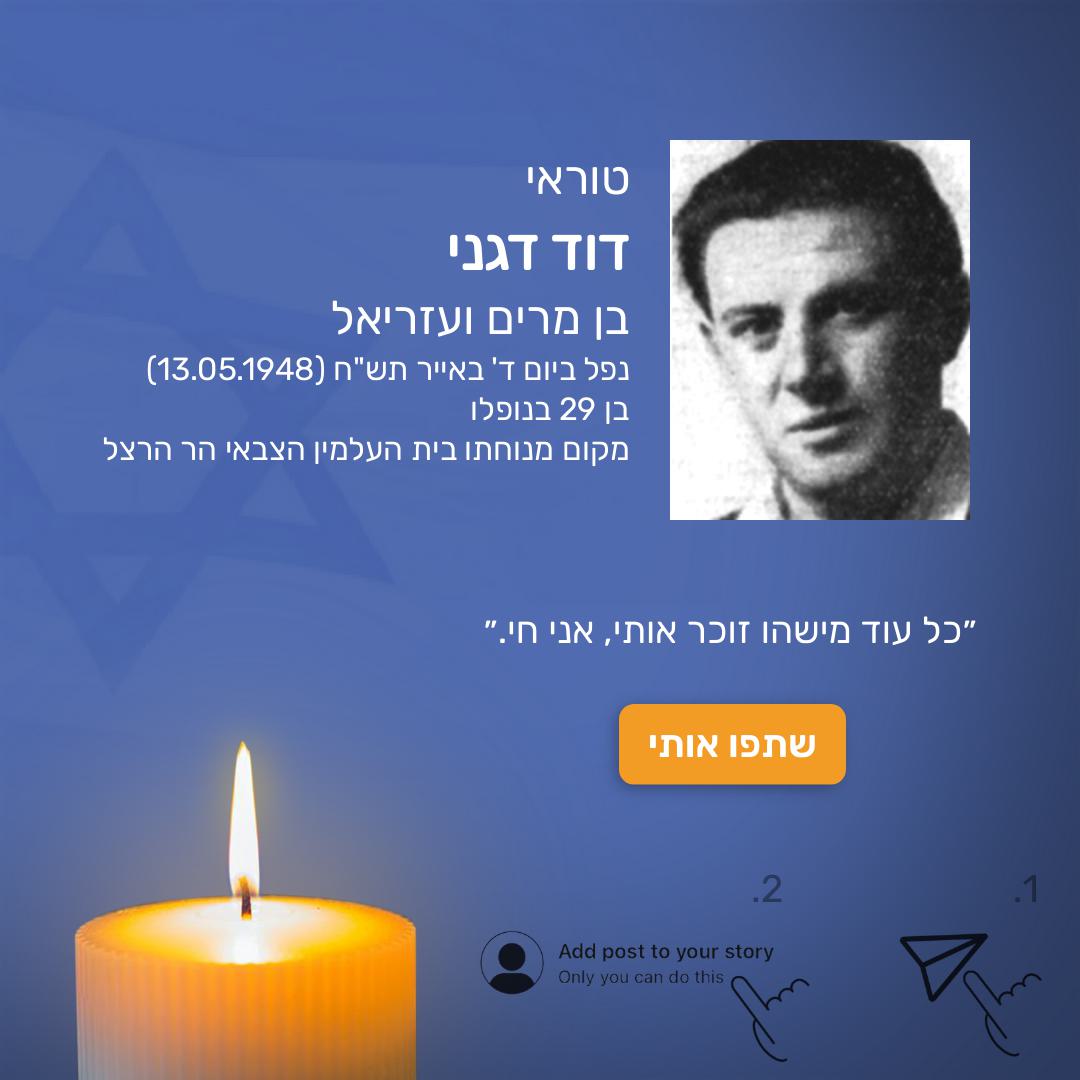 טוראי
דוד דגני
בן מרים ועזריאל
נפל ביום ד' באייר תש"ח (13.05.1948)
בן 29 בנופלו
מקום מנוחתו בית העלמין הצבאי הר הרצל
״כל עוד מישהו זוכר אותי, אני חי.״
שתפו אותי
.1
.2
Add post to your story
Only you can do this